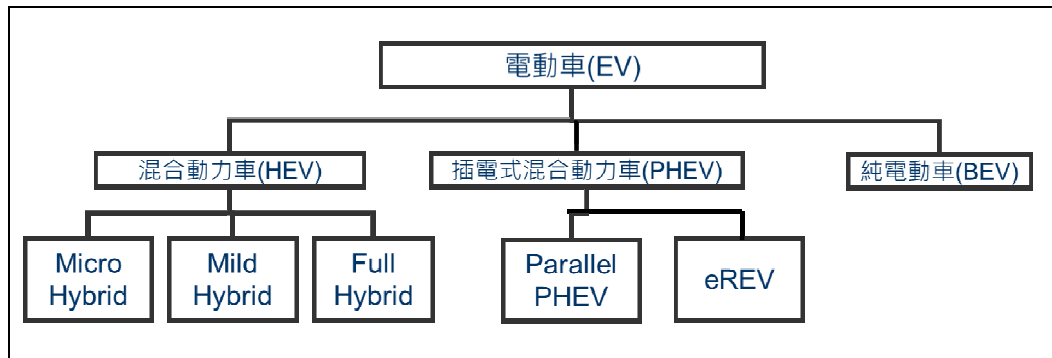 電動車(EV)
混合動力車(HEV)
插電式混合動力車(PHEV)
純電動車(BEV)
Micro
Hybrid
Mild
Hybrid
Full
Hybrid
Parallel
PHEV
eREV